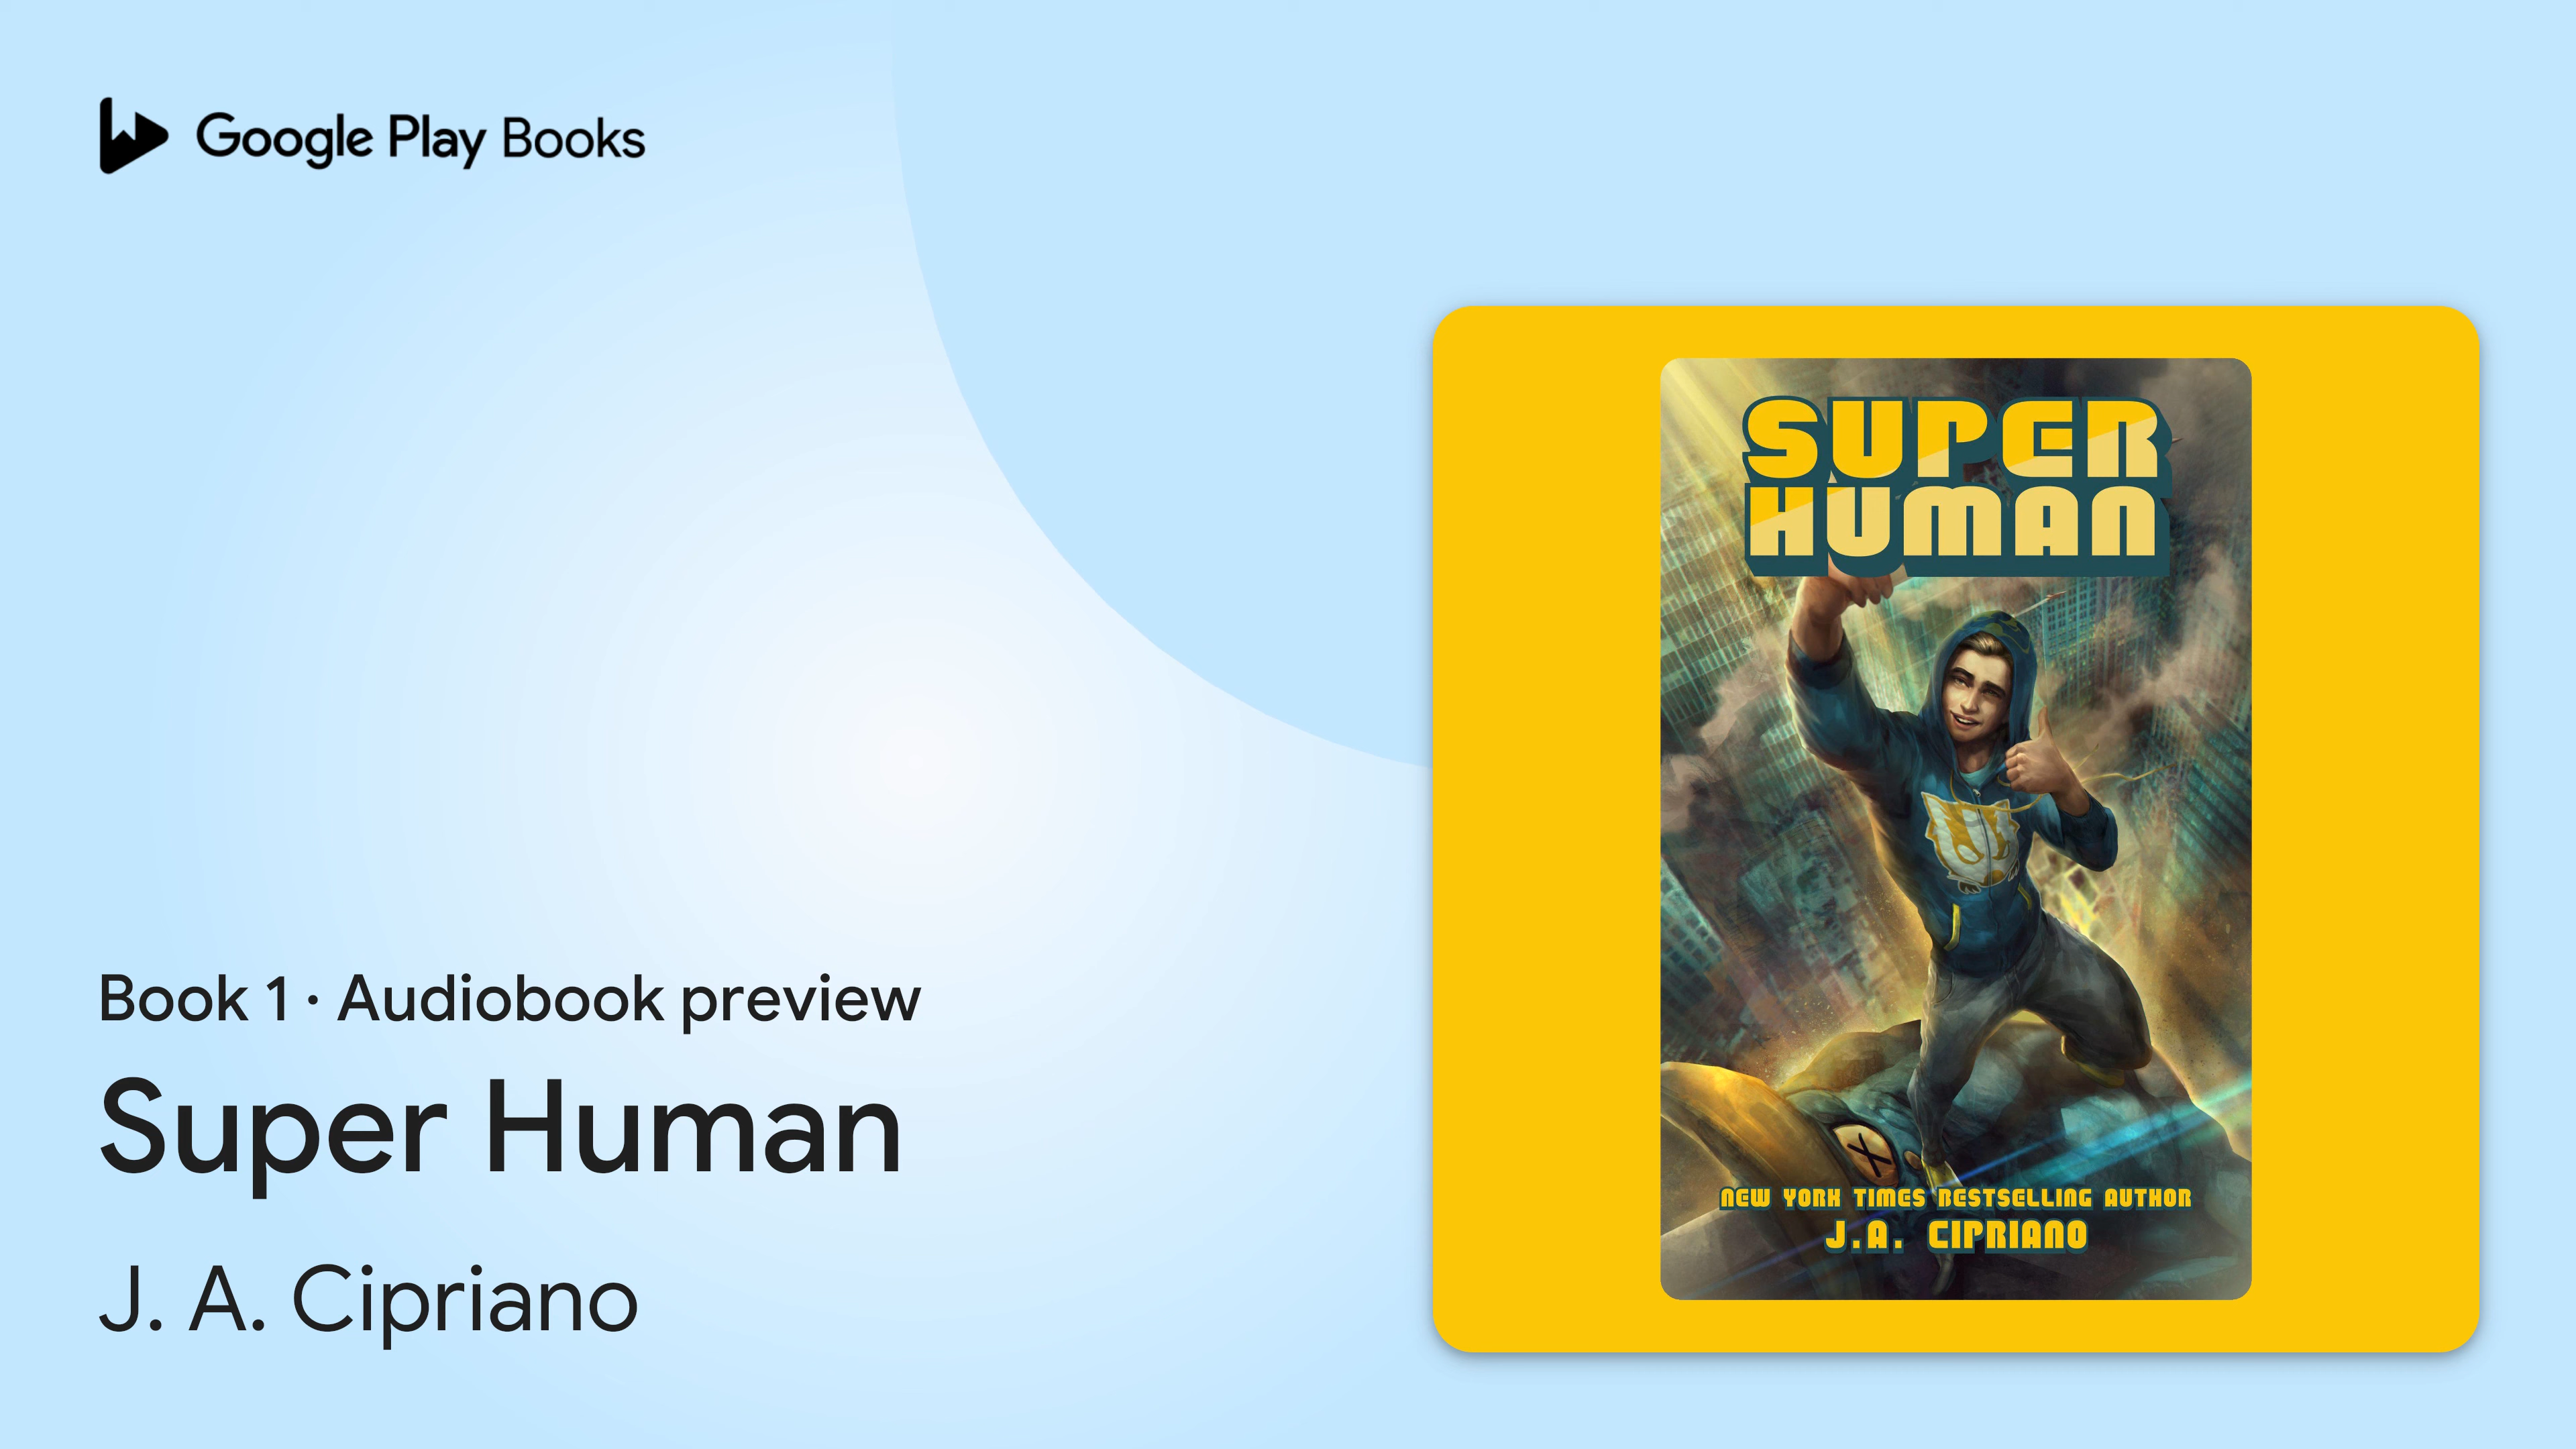 Google Play Books
Book 1 · Audiobook preview
Super Human
J. A. Cipriano
SUPER
HUMAN
NEW YORK TIMES BESTSELLING AUTHOR
J.A. CIPRIANO